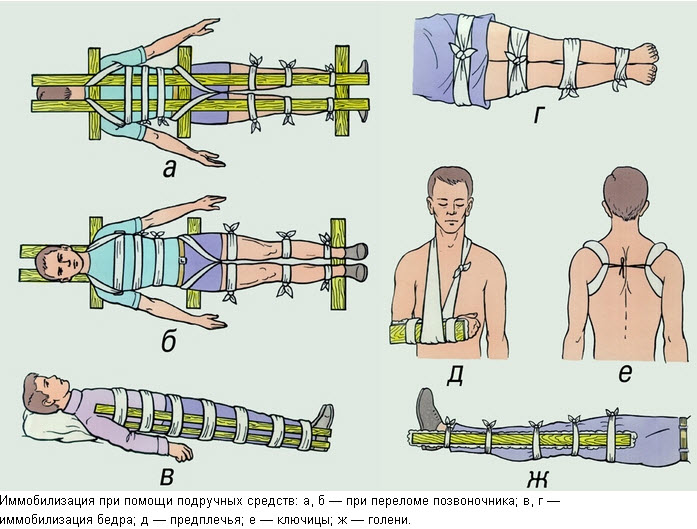 а
г
б
д
е
в
ж
Иммобилизация при помощи подручных средств: а, б — при переломе позвоночника; в, г —
иммобилизация бедра; д — предплечья; е — ключицы; ж — голени.